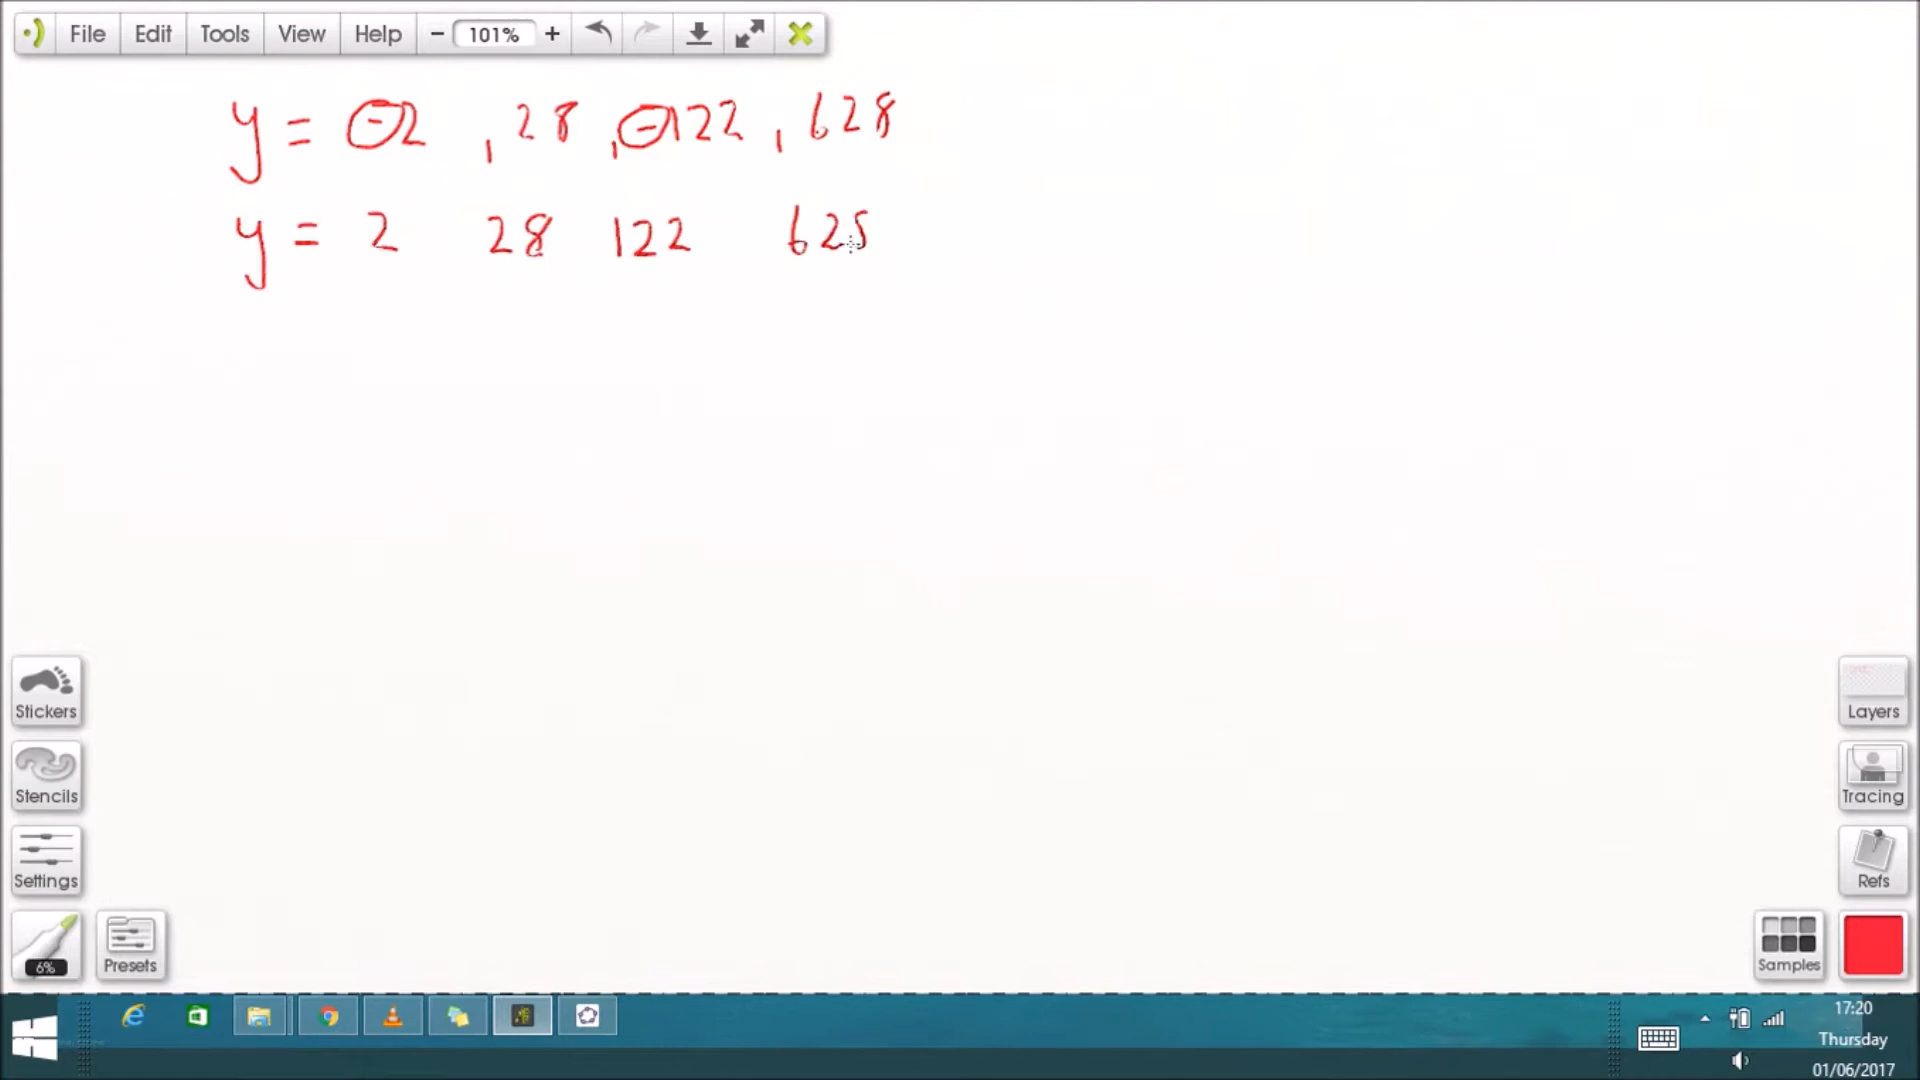 File Edit Tools View Help − 101% +
y = -2 , 28 , -122 , 628
y = 2 28 122 625
Stickers
Layers
Stencils
Tracing
Settings
Refs
6%
Presets
Samples
17:20
Thursday
01/06/2017